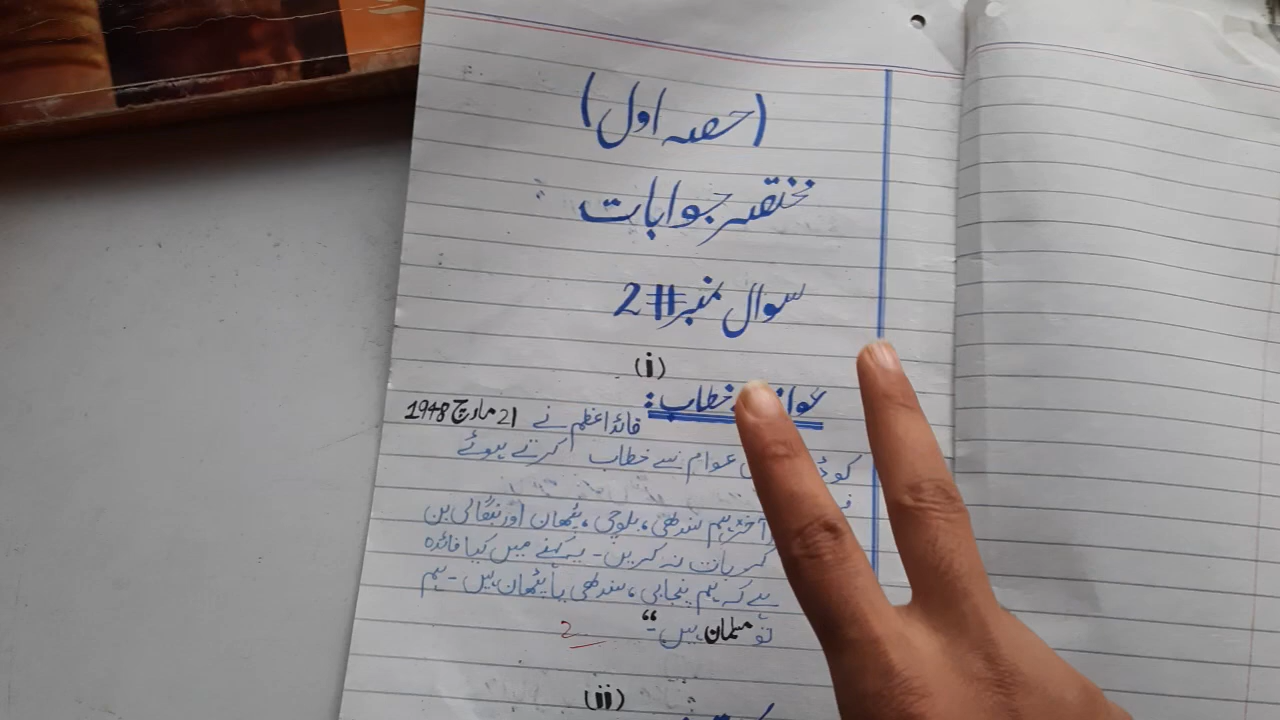 (حصہ اول)
مختصر جوابات
سوال نمبر # 2
(i)
خطاب:
قائداعظم نے 21 مارچ 1948
کو عوام سے خطاب کرتے ہوئے
آخر ہم سندھی، بلوچی، پٹھان اور بنگالی بن
کر بات نہ کریں۔ یہ کہنے میں کیا فائدہ
ہے کہ ہم پنجابی، سندھی یا پٹھان ہیں۔ ہم
تو مسلمان ہیں۔“
2
(ii)